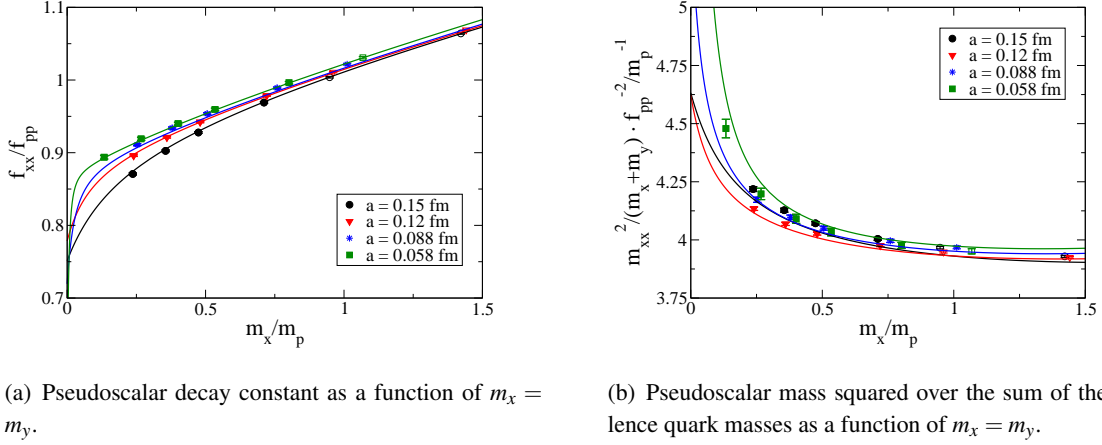 1.1
1
0.9
0.8
0.7
f_xx/f_pp
0 0.5 1 1.5
m_x/m_p
a = 0.15 fm
a = 0.12 fm
a = 0.088 fm
a = 0.058 fm
(a) Pseudoscalar decay constant as a function of m_x =
m_y.
5
4.75
4.5
4.25
4
3.75
m_xx^2/(m_x+m_y) · f_pp^-2/m_p^-1
0 0.5 1 1.5
m_x/m_p
a = 0.15 fm
a = 0.12 fm
a = 0.088 fm
a = 0.058 fm
(b) Pseudoscalar mass squared over the sum of the
lence quark masses as a function of m_x = m_y.